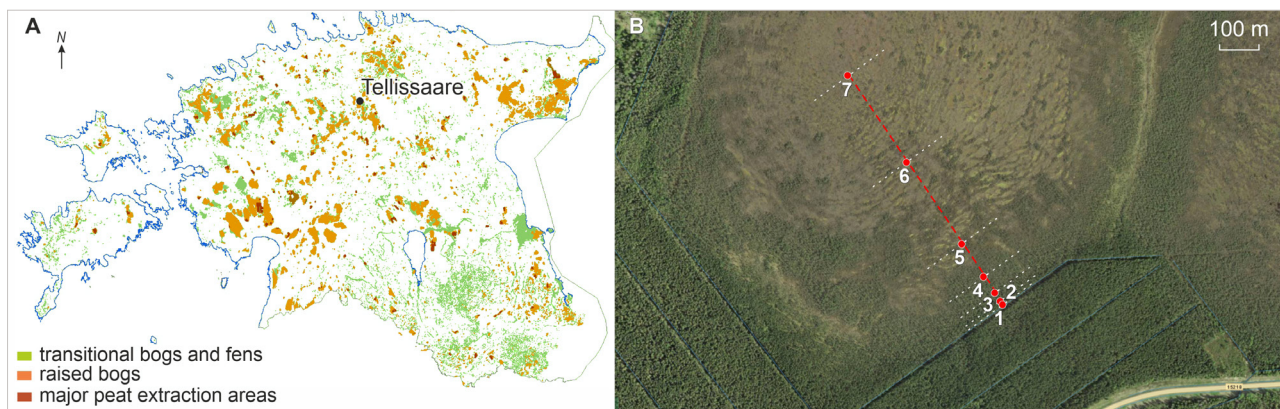 A
N
Tellissaare
transitional bogs and fens
raised bogs
major peat extraction areas
B
100 m
7
6
5
4
2
3
1